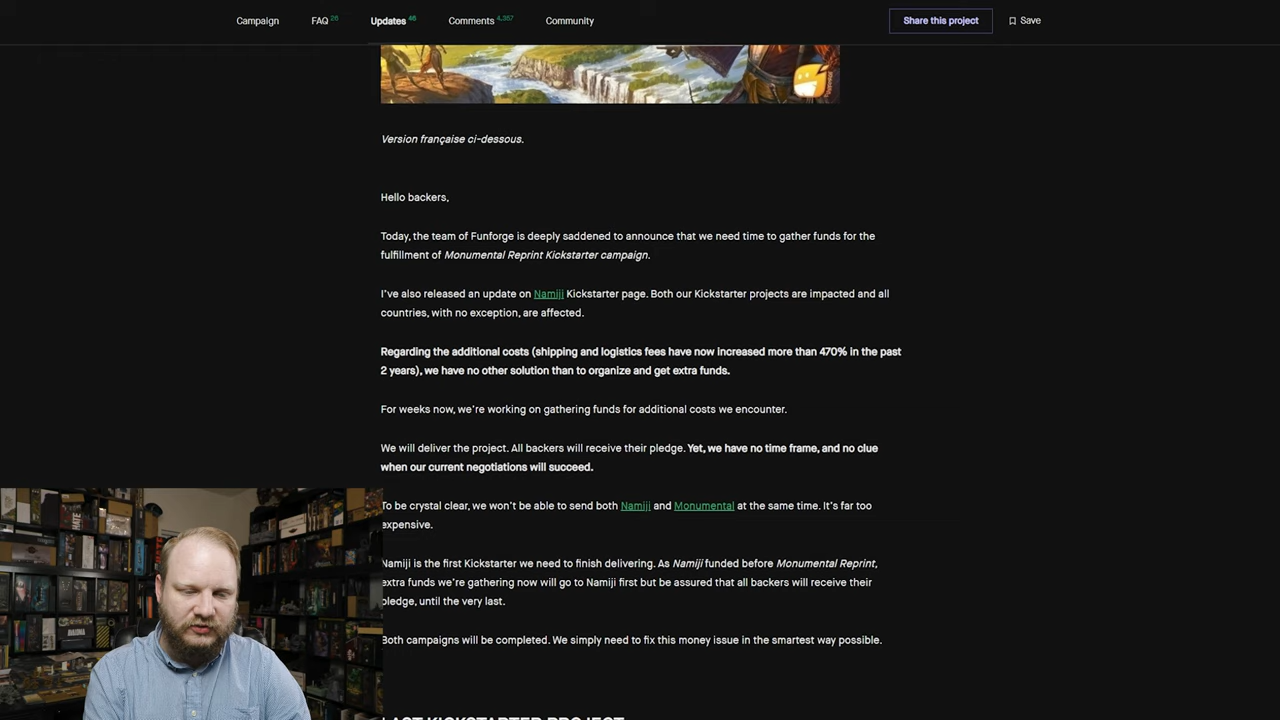 Campaign FAQ 26 Updates 46 Comments 4,357 Community Share this project Save
Version française ci-dessous.
Hello backers,
Today, the team of Funforge is deeply saddened to announce that we need time to gather funds for the
fulfillment of Monumental Reprint Kickstarter campaign.
I've also released an update on Namiji Kickstarter page. Both our Kickstarter projects are impacted and all
countries, with no exception, are affected.
Regarding the additional costs (shipping and logistics fees have now increased more than 470% in the past
2 years), we have no other solution than to organize and get extra funds.
For weeks now, we're working on gathering funds for additional costs we encounter.
We will deliver the project. All backers will receive their pledge. Yet, we have no time frame, and no clue
when our current negotiations will succeed.
To be crystal clear, we won't be able to send both Namiji and Monumental at the same time. It's far too
expensive.
Namiji is the first Kickstarter we need to finish delivering. As Namiji funded before Monumental Reprint,
extra funds we're gathering now will go to Namiji first but be assured that all backers will receive their
pledge, until the very last.
Both campaigns will be completed. We simply need to fix this money issue in the smartest way possible.
LAST KICKSTARTER PROJECT